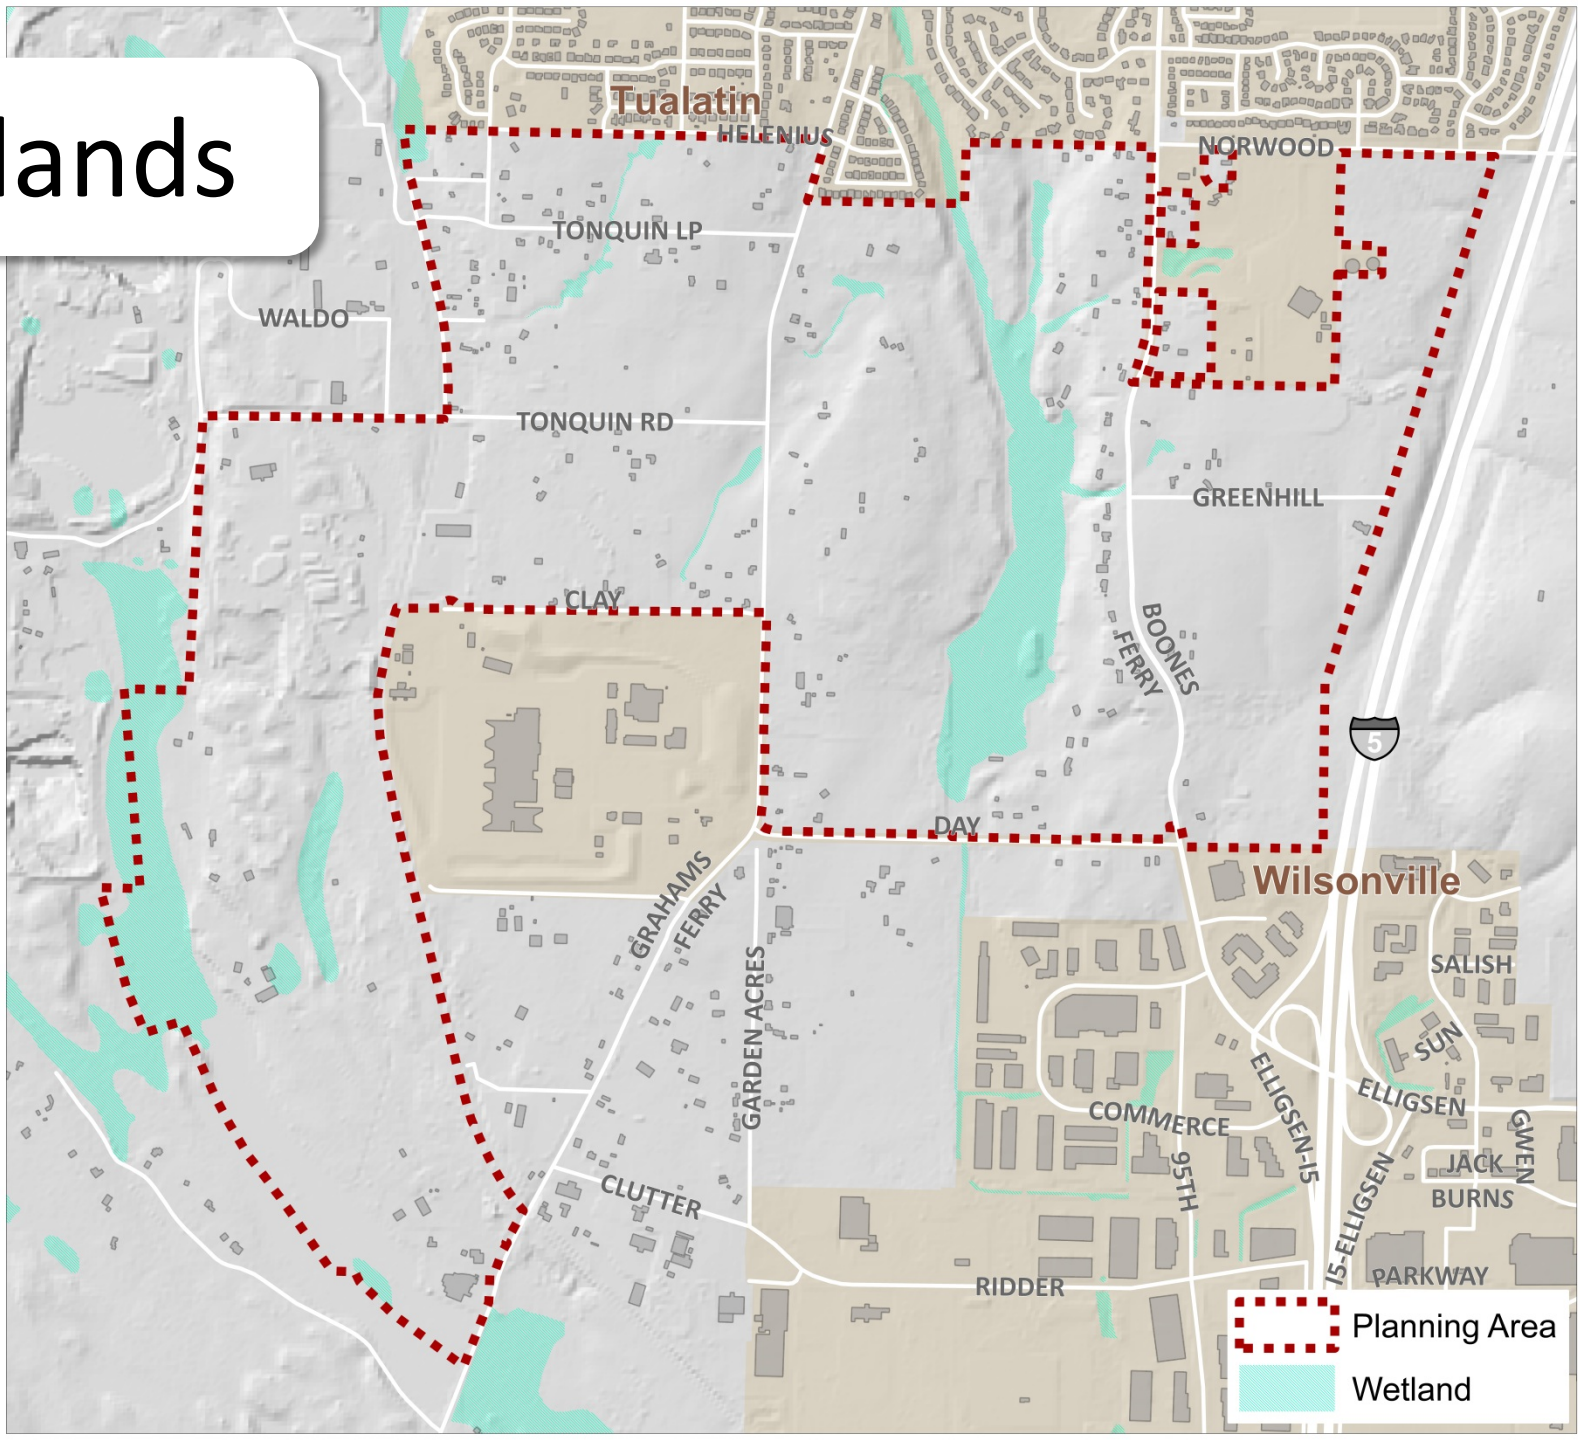 Tualatin
HELENIUS
NORWOOD
lands
TONQUIN LP
WALDO
TONQUIN RD
GREENHILL
CLAY
BOONES
FERRY
5
DAY
Wilsonville
GRAHAMS
FERRY
GARDEN ACRES
SALISH
SUN
ELLIGSEN
ELLIGSEN-I5
COMMERCE
GWEN
95TH
JACK
BURNS
CLUTTER
I5-ELLIGSEN
RIDDER
PARKWAY
Planning Area
Wetland